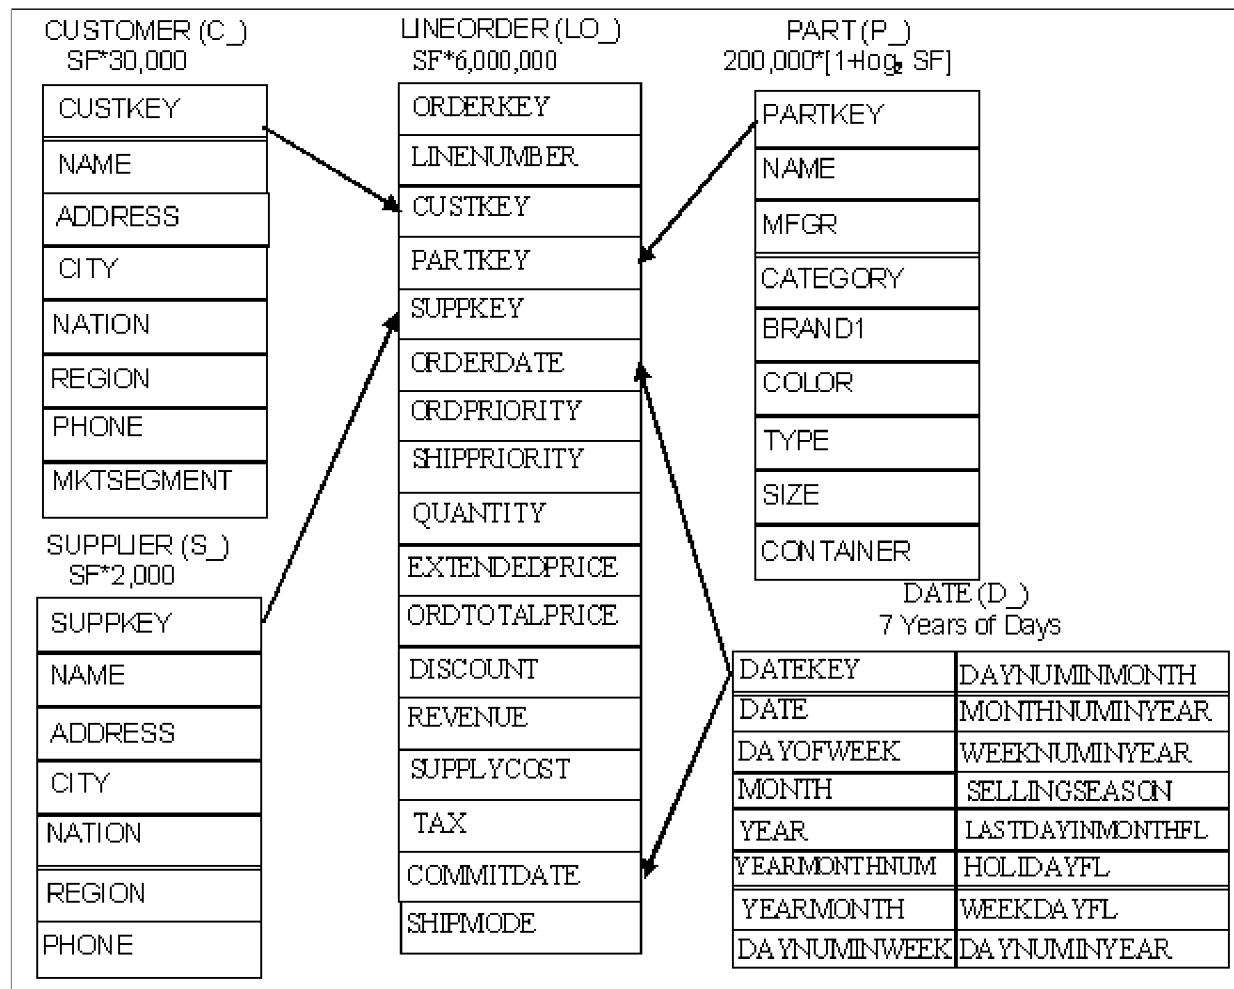 CUSTOMER (C_)
SF*30,000
CUSTKEY
NAME
ADDRESS
CITY
NATION
REGION
PHONE
MKTSEGMENT
SUPPLIER (S_)
SF*2,000
SUPPKEY
NAME
ADDRESS
CITY
NATION
REGION
PHONE
LINEORDER (LO_)
SF*6,000,000
ORDERKEY
LINENUMBER
CUSTKEY
PARTKEY
SUPPKEY
ORDERDATE
ORDPRIORITY
SHIPPRIORITY
QUANTITY
EXTENDEDPRICE
ORDTOTALPRICE
DISCOUNT
REVENUE
SUPPLYCOST
TAX
COMMITDATE
SHIPMODE
PART (P_)
200,000*[1+log₂ SF]
PARTKEY
NAME
MFGR
CATEGORY
BRAND1
COLOR
TYPE
SIZE
CONTAINER
DATE (D_)
7 Years of Days
DATEKEY
DATE
DAYOFWEEK
MONTH
YEAR
YEARMONTHNUM
YEARMONTH
DAYNUMINWEEK
DAYNUMINMONTH
MONTHNUMINYEAR
WEEKNUMINYEAR
SELLINGSEASON
LASTDAYINMONTHFL
HOLIDAYFL
WEEKDAYFL
DAYNUMINYEAR